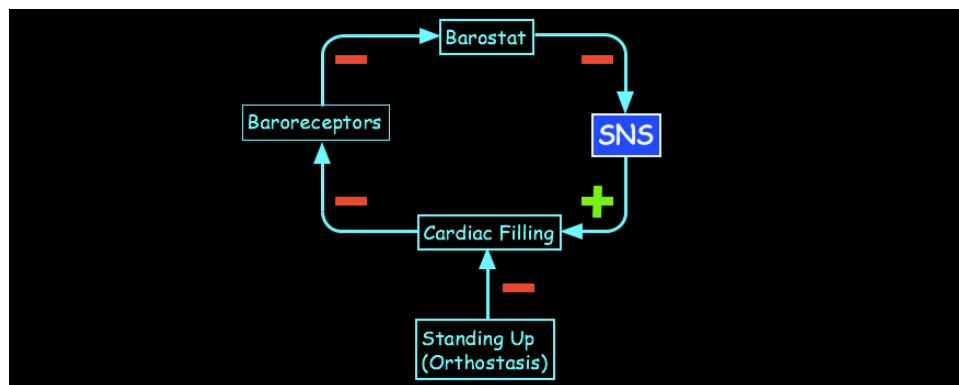 Barostat
Baroreceptors
SNS
Cardiac Filling
Standing Up
(Orthostasis)